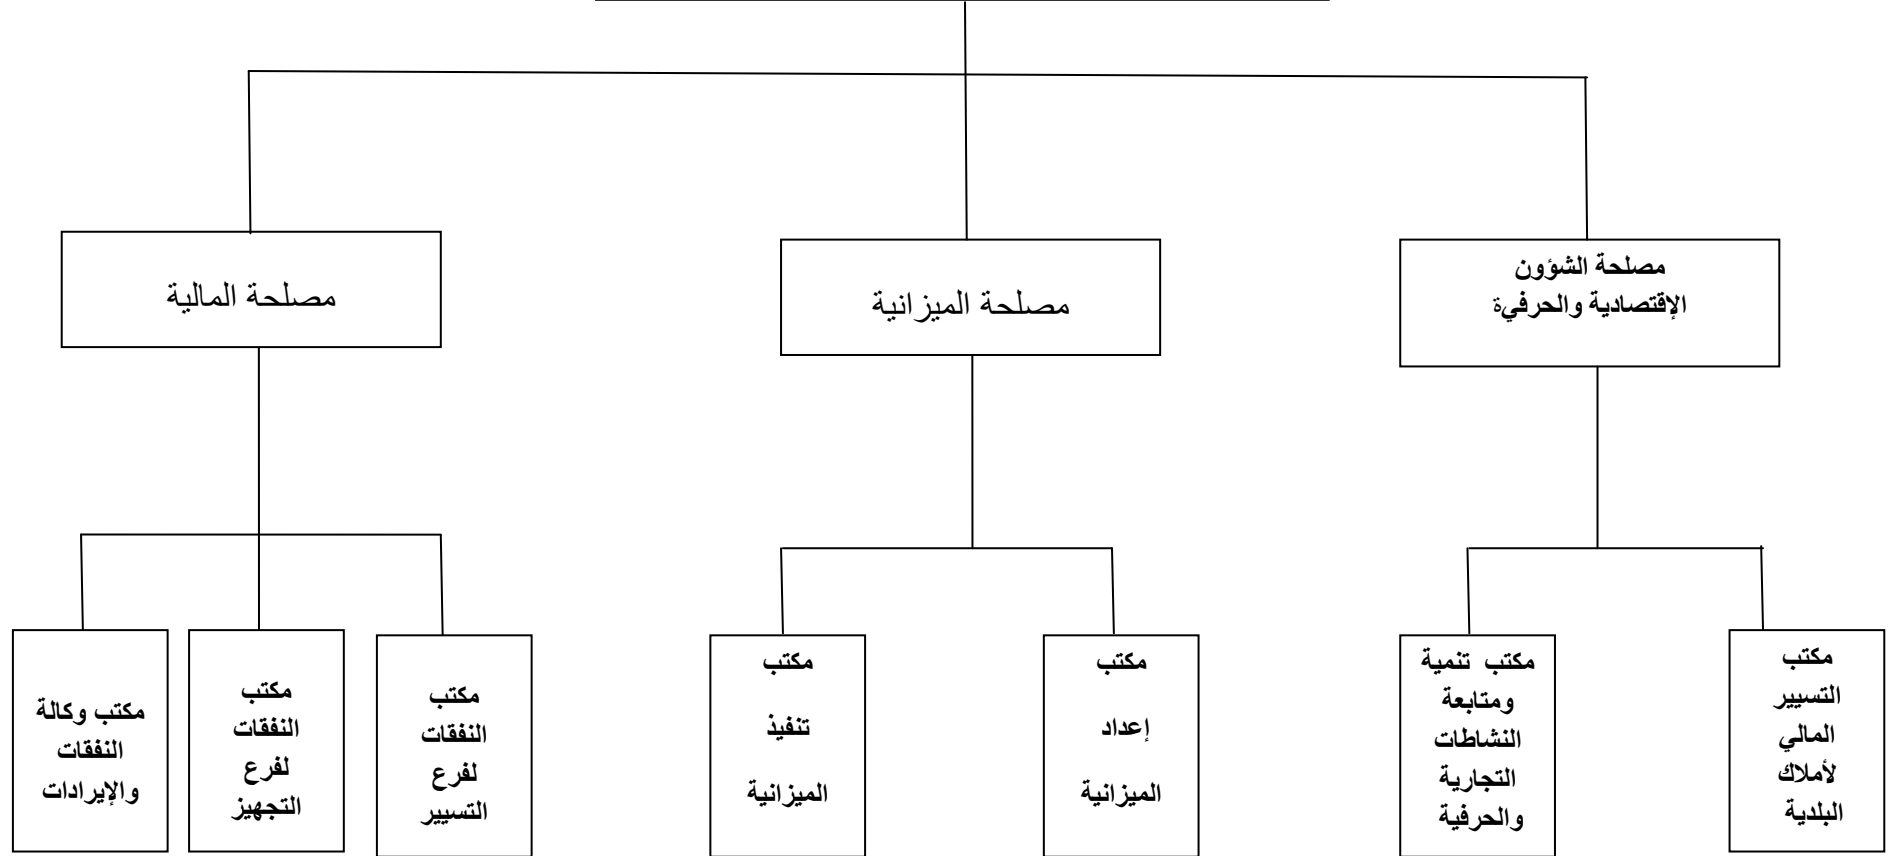 مصلحة الشؤون
الإقتصادية والحرفية
مصلحة الميزانية
مصلحة المالية
مكتب
التسيير
المالي
لأملاك
البلدية
مكتب تنمية
ومتابعة
النشاطات
التجارية
والحرفية
مكتب
إعداد
الميزانية
مكتب
تنفيذ
الميزانية
مكتب
النفقات
لفرع
التسيير
مكتب
النفقات
لفرع
التجهيز
مكتب وكالة
النفقات
والإيرادات